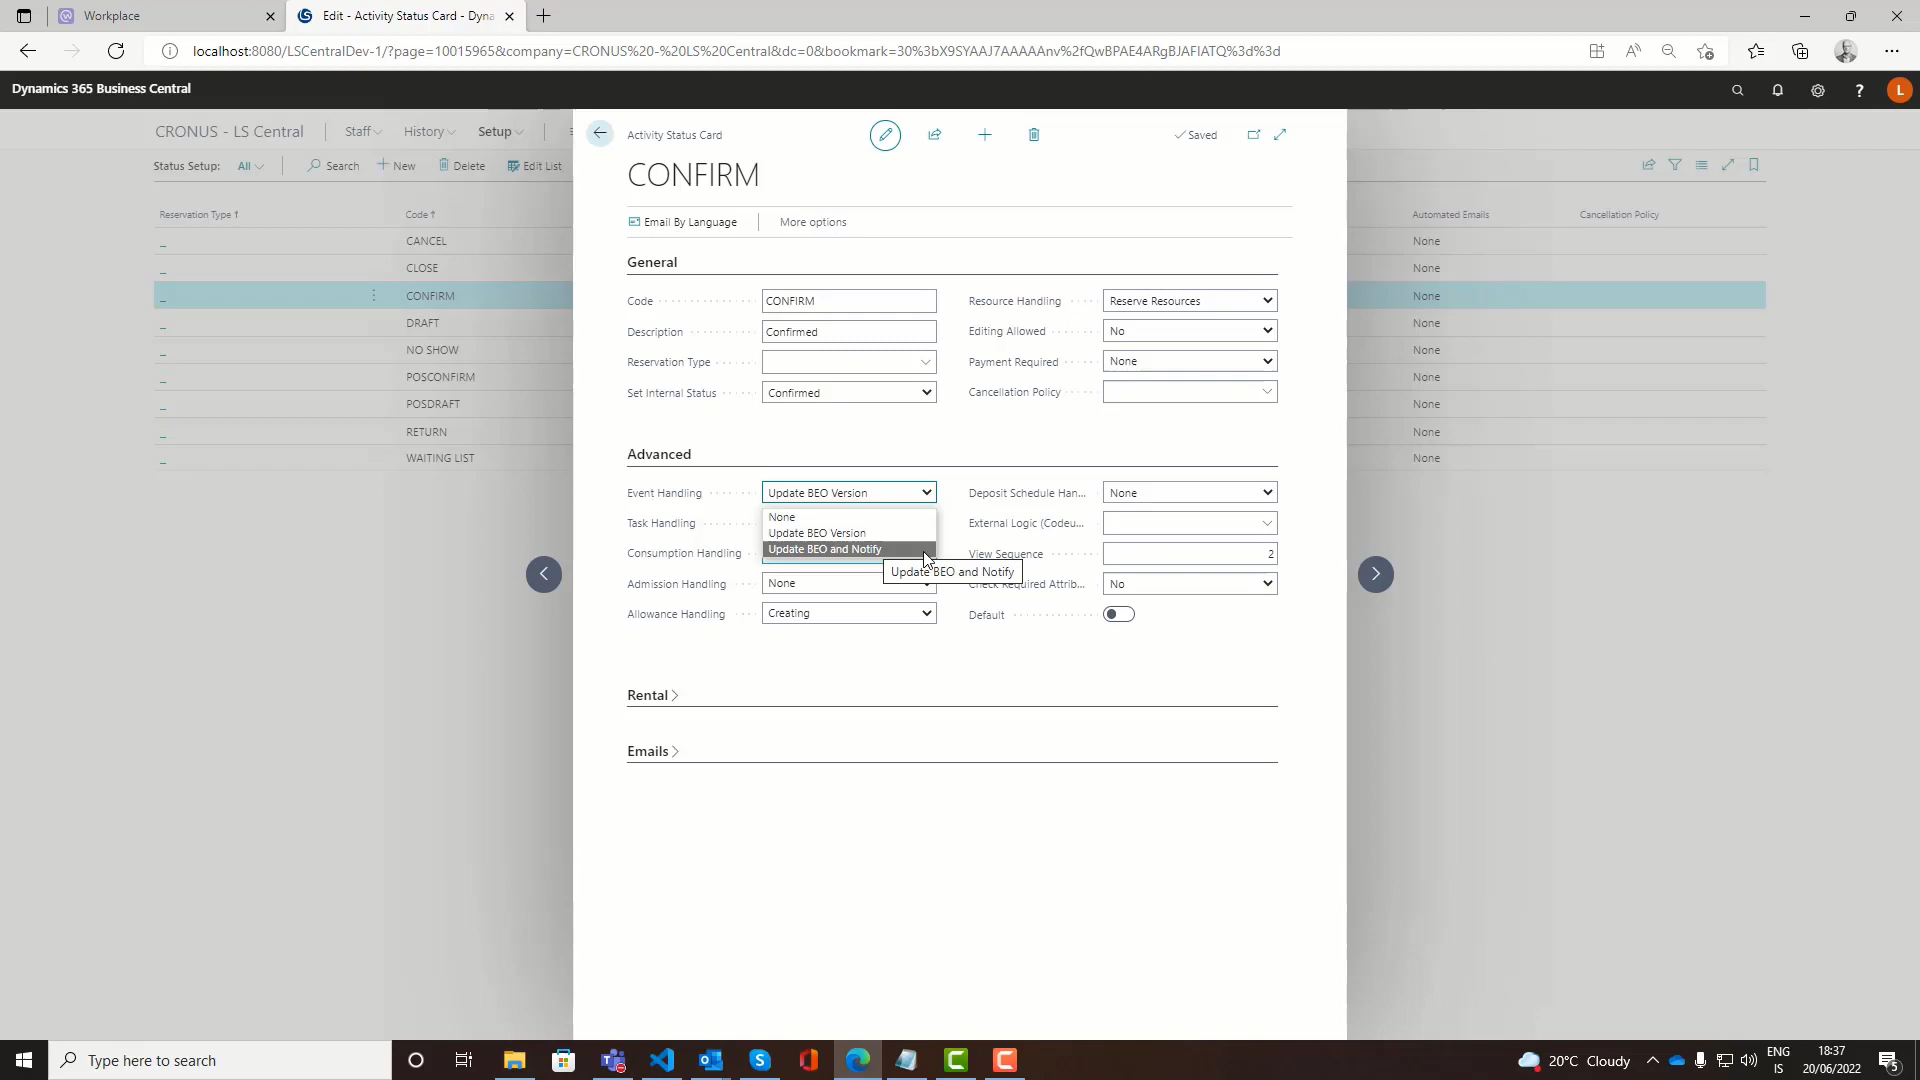 Workplace
Edit - Activity Status Card - Dyna
localhost:8080/LSCentralDev-1/?page=10015965&company=CRONUS%20-%20LS%20Central&dc=0&bookmark=30%3bX9SYAAJ7AAAAAnv%2fQwBPAE4ARgBJAFIATQ%3d%3d
Dynamics 365 Business Central
L
CRONUS - LS Central
Staff
History
Setup
Status Setup:
All
Search
New
Delete
Edit List
Reservation Type ↑
Code ↑
Automated Emails
Cancellation Policy
_
CANCEL
None
_
CLOSE
None
_
CONFIRM
None
_
DRAFT
None
_
NO SHOW
None
_
POSCONFIRM
None
_
POSDRAFT
None
_
RETURN
None
_
WAITING LIST
None
Activity Status Card
Saved
CONFIRM
Email By Language
More options
General
Code
CONFIRM
Resource Handling
Reserve Resources
Description
Confirmed
Editing Allowed
No
Reservation Type
Payment Required
None
Set Internal Status
Confirmed
Cancellation Policy
Advanced
Event Handling
Update BEO Version
Deposit Schedule Han...
None
None
Update BEO Version
Update BEO and Notify
Task Handling
External Logic (Codeu...
Consumption Handling
View Sequence
2
Update BEO and Notify
Admission Handling
None
Check Required Attrib...
No
Allowance Handling
Creating
Default
Rental
Emails
Type here to search
20°C Cloudy
ENG
IS
18:37
20/06/2022
5